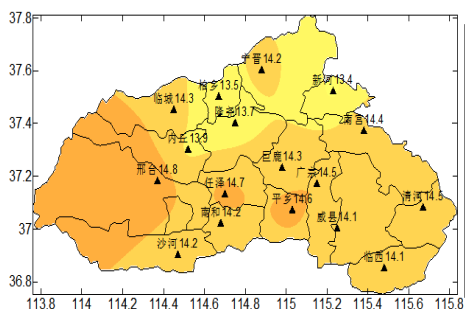 37.8
宁晋14.2
37.6
新河13.4
柏乡13.5
临城14.3
隆尧13.7
南宫14.4
37.4
内丘13.9
巨鹿14.3
37.2
邢台14.8
广宗14.5
任泽14.7
平乡14.6
清河14.5
南和14.2
威县14.1
37
沙河14.2
临西14.1
36.8
113.8 114 114.2 114.4 114.6 114.8 115 115.2 115.4 115.6 115.8